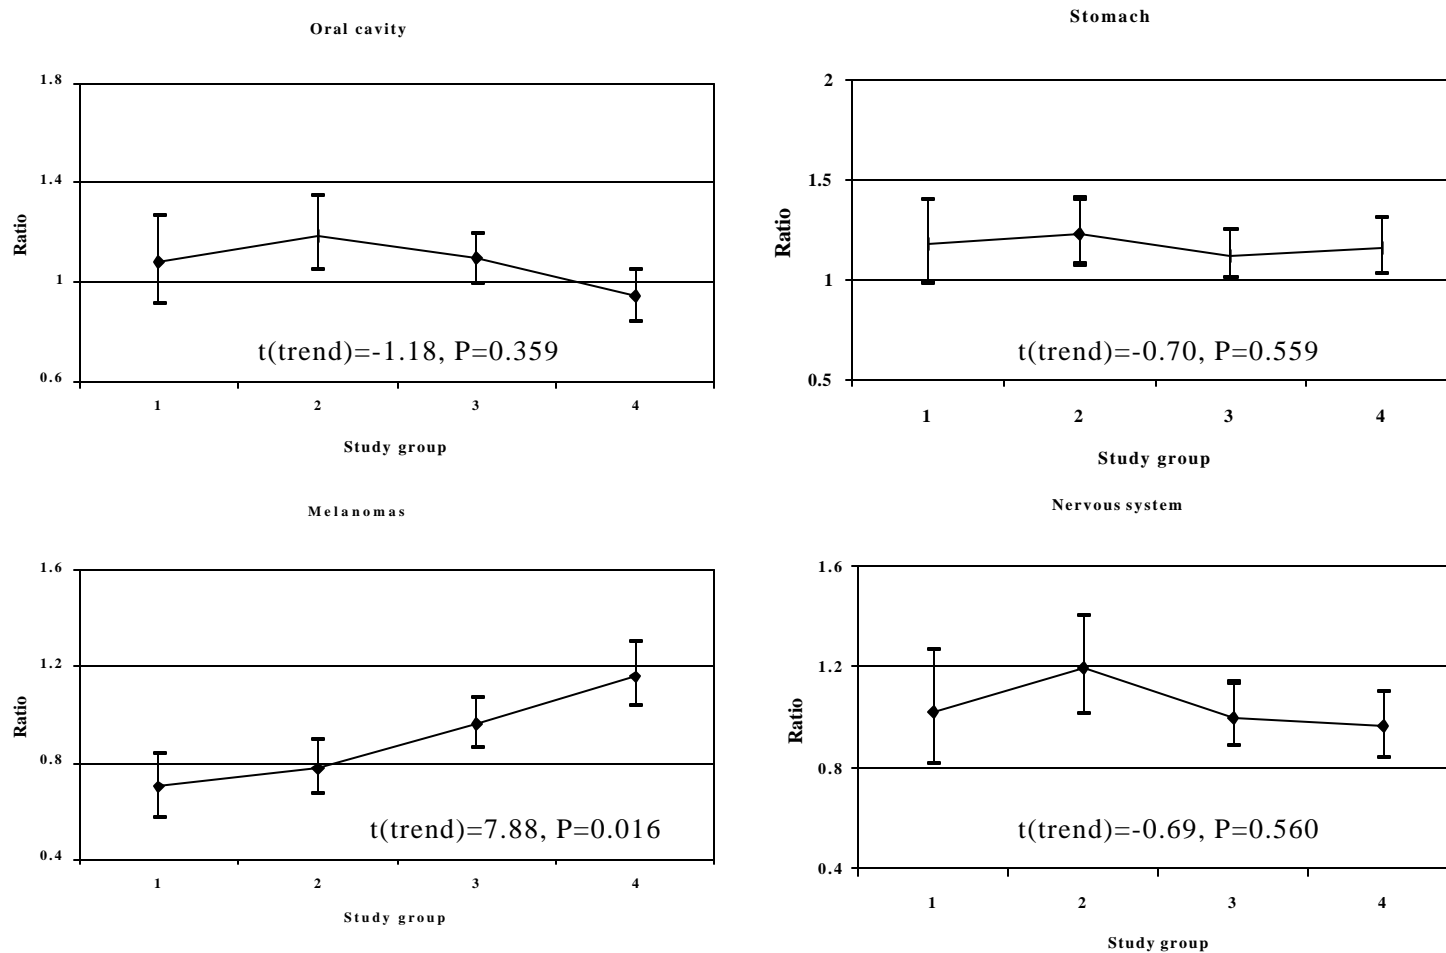 Oral cavity
1.8
1.4
1
0.6
Ratio
t(trend)=-1.18, P=0.359
1 2 3 4
Study group
Stomach
2
1.5
1
0.5
Ratio
t(trend)=-0.70, P=0.559
1 2 3 4
Study group
Melanomas
1.6
1.2
0.8
0.4
Ratio
t(trend)=7.88, P=0.016
1 2 3 4
Study group
Nervous system
1.6
1.2
0.8
0.4
Ratio
t(trend)=-0.69, P=0.560
1 2 3 4
Study group